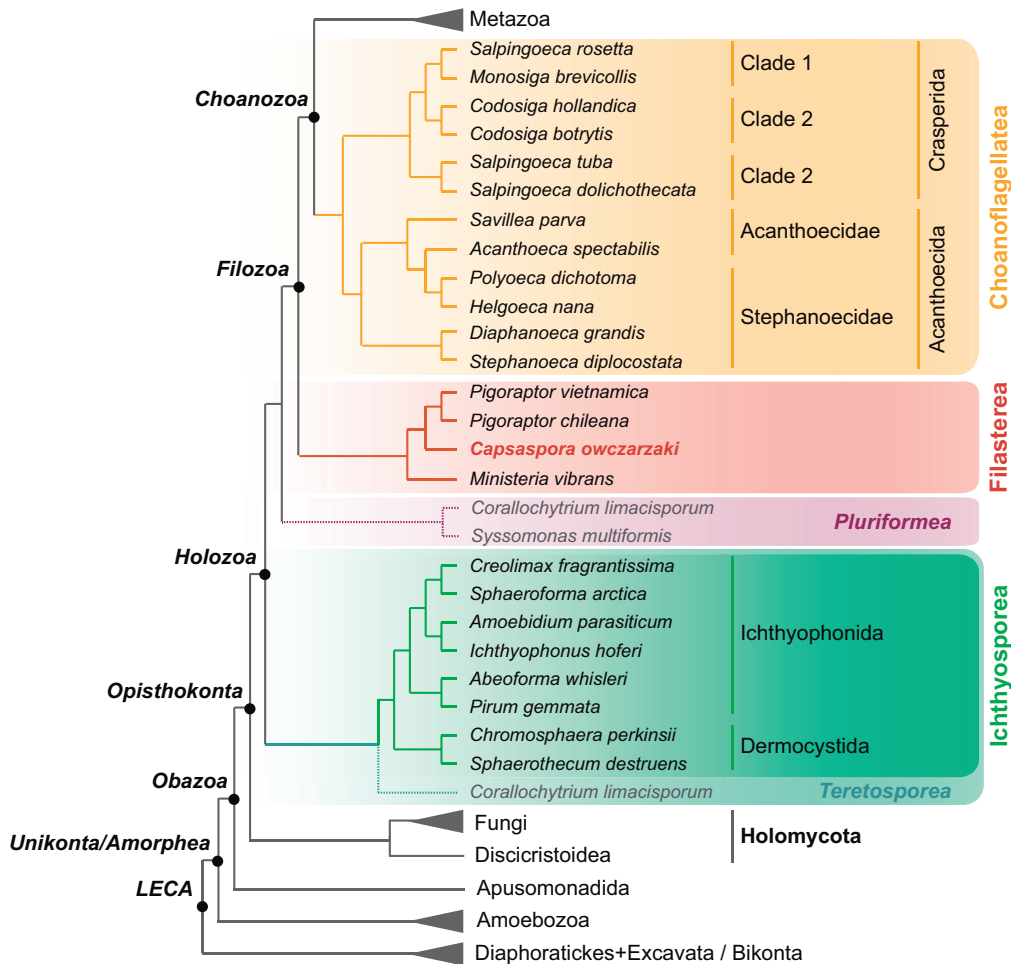 Metazoa
Salpingoeca rosetta
Monosiga brevicollis
Clade 1
Choanozoa
Codosiga hollandica
Codosiga botrytis
Clade 2
Salpingoeca tuba
Salpingoeca dolichothecata
Clade 2
Craspedida
Savillea parva
Acanthoeca spectabilis
Acanthoecidae
Filozoa
Polyoeca dichotoma
Helgoeca nana
Diaphanoeca grandis
Stephanoeca diplocostata
Stephanoecidae
Acanthoecida
Choanoflagellatea
Pigoraptor vietnamica
Pigoraptor chileana
Capsaspora owczarzaki
Ministeria vibrans
Filasterea
Corallochytrium limacisporum
Syssomonas multiformis
Pluriformea
Holozoa
Creolimax fragrantissima
Sphaeroforma arctica
Amoebidium parasiticum
Ichthyophonus hoferi
Abeoforma whisleri
Pirum gemmata
Ichthyophonida
Opisthokonta
Chromosphaera perkinsii
Sphaerothecum destruens
Dermocystida
Ichthyosporea
Corallochytrium limacisporum
Teretosporea
Obazoa
Fungi
Discicristoidea
Holomycota
Unikonta/Amorphea
LECA
Apusomonadida
Amoebozoa
Diaphoratickes+Excavata / Bikonta